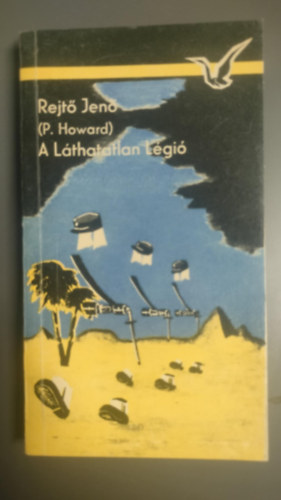 Rejtő Jenő
(P. Howard)
A Láthatatlan Légió